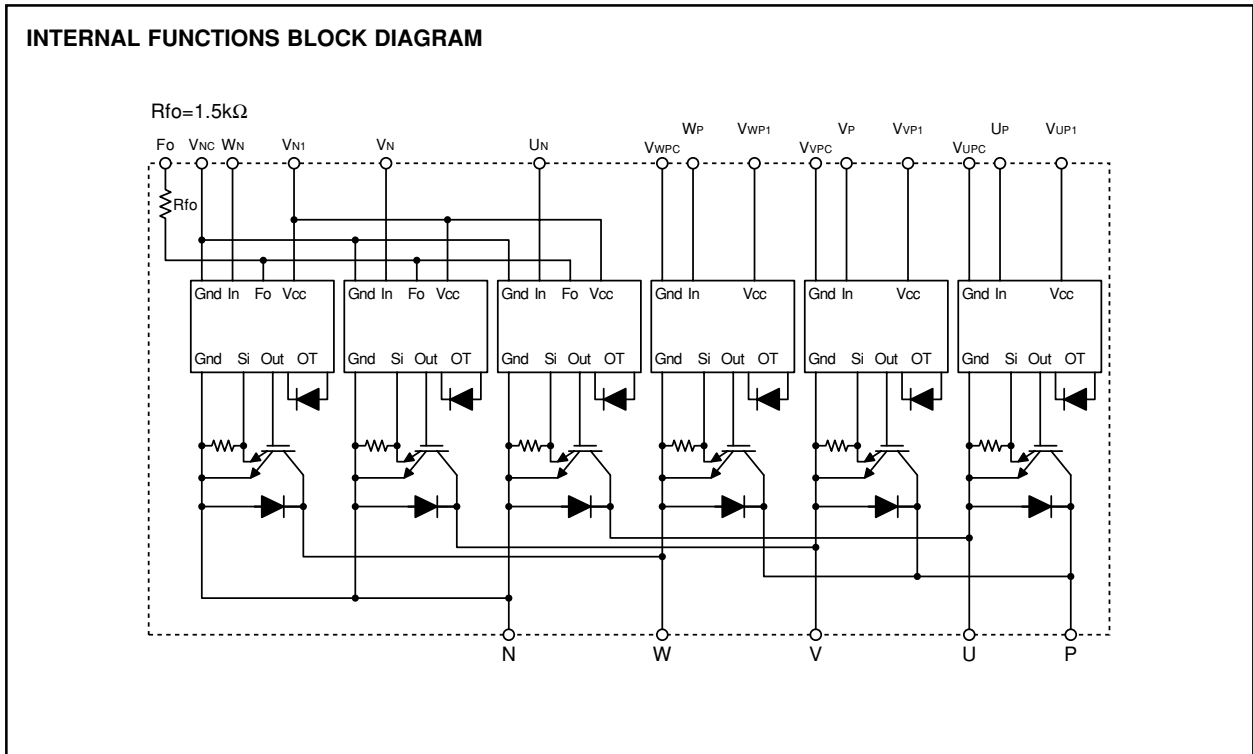 INTERNAL FUNCTIONS BLOCK DIAGRAM
Rfo=1.5kΩ
Fo VNC WN VN1 VN UN VWPC WP VWP1 VVPC VP VVP1 VUPC UP VUP1
Rfo
Gnd In Fo Vcc Gnd In Fo Vcc Gnd In Fo Vcc Gnd In Vcc Gnd In Vcc Gnd In Vcc
Gnd Si Out OT Gnd Si Out OT Gnd Si Out OT Gnd Si Out OT Gnd Si Out OT Gnd Si Out OT
N W V U P